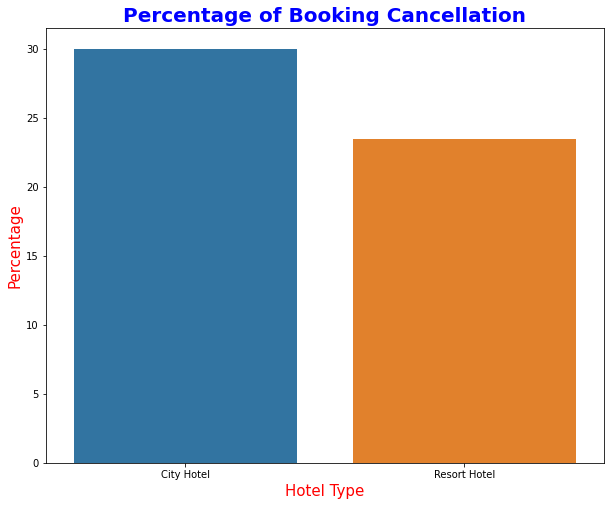 Percentage of Booking Cancellation
Percentage
30
25
20
15
10
5
0
City Hotel
Resort Hotel
Hotel Type